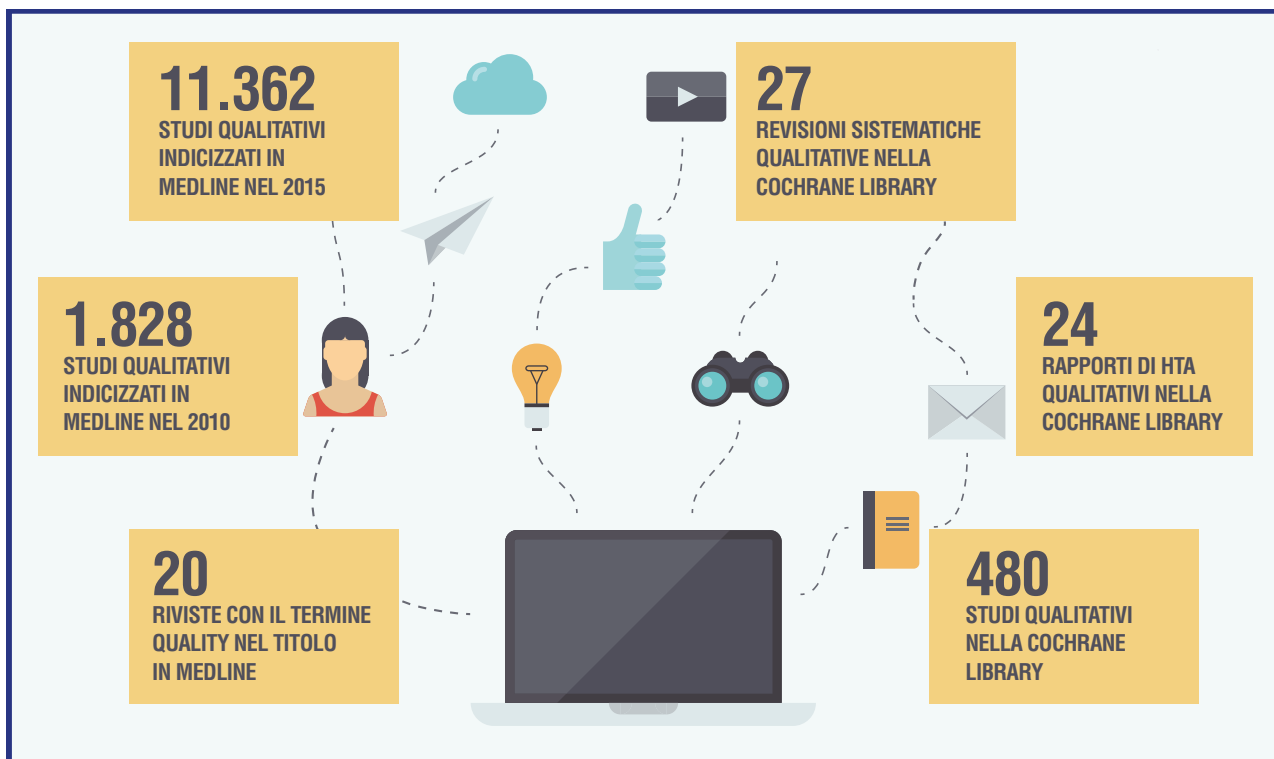 11.362
STUDI QUALITATIVI
INDICIZZATI IN
MEDLINE NEL 2015
27
REVISIONI SISTEMATICHE
QUALITATIVE NELLA
COCHRANE LIBRARY
1.828
STUDI QUALITATIVI
INDICIZZATI IN
MEDLINE NEL 2010
24
RAPPORTI DI HTA
QUALITATIVI NELLA
COCHRANE LIBRARY
20
RIVISTE CON IL TERMINE
QUALITY NEL TITOLO
IN MEDLINE
480
STUDI QUALITATIVI
NELLA COCHRANE
LIBRARY